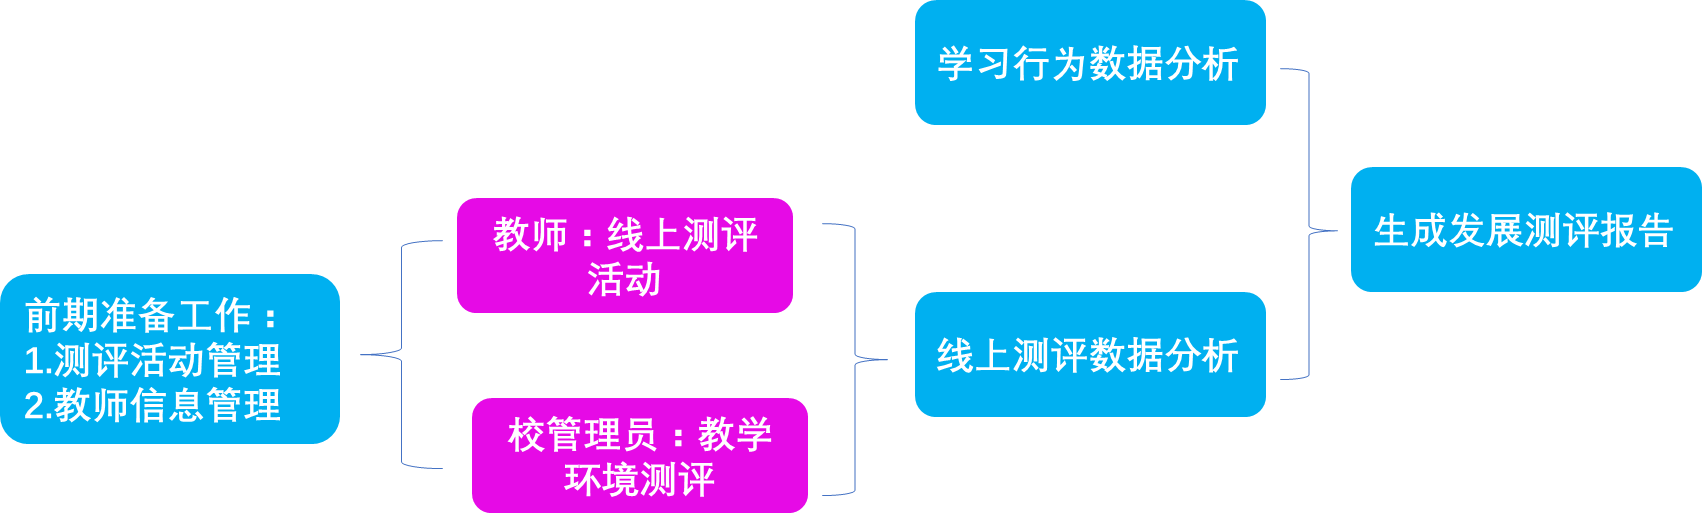 前期准备工作：
1.测评活动管理
2.教师信息管理
教师：线上测评
活动
校管理员：教学
环境测评
学习行为数据分析
线上测评数据分析
生成发展测评报告